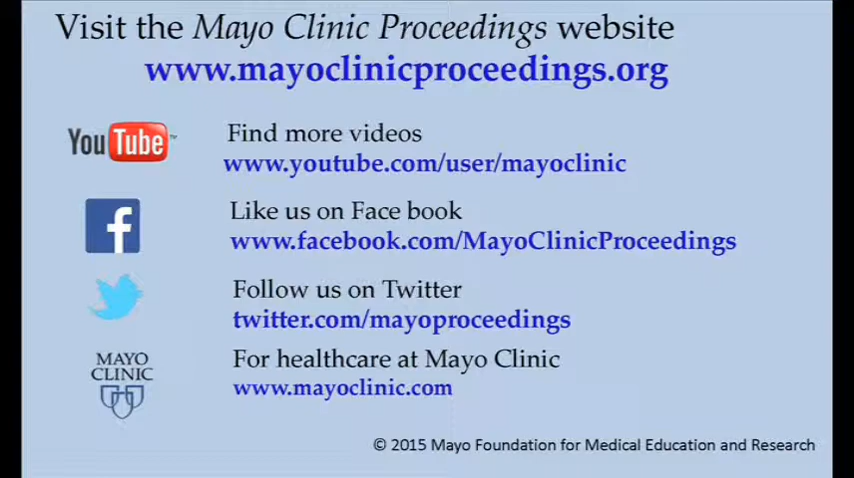 Visit the Mayo Clinic Proceedings website
www.mayoclinicproceedings.org
YouTube™
Find more videos
www.youtube.com/user/mayoclinic
f
Like us on Face book
www.facebook.com/MayoClinicProceedings
Follow us on Twitter
twitter.com/mayoproceedings
MAYO
CLINIC
For healthcare at Mayo Clinic
www.mayoclinic.com
© 2015 Mayo Foundation for Medical Education and Research